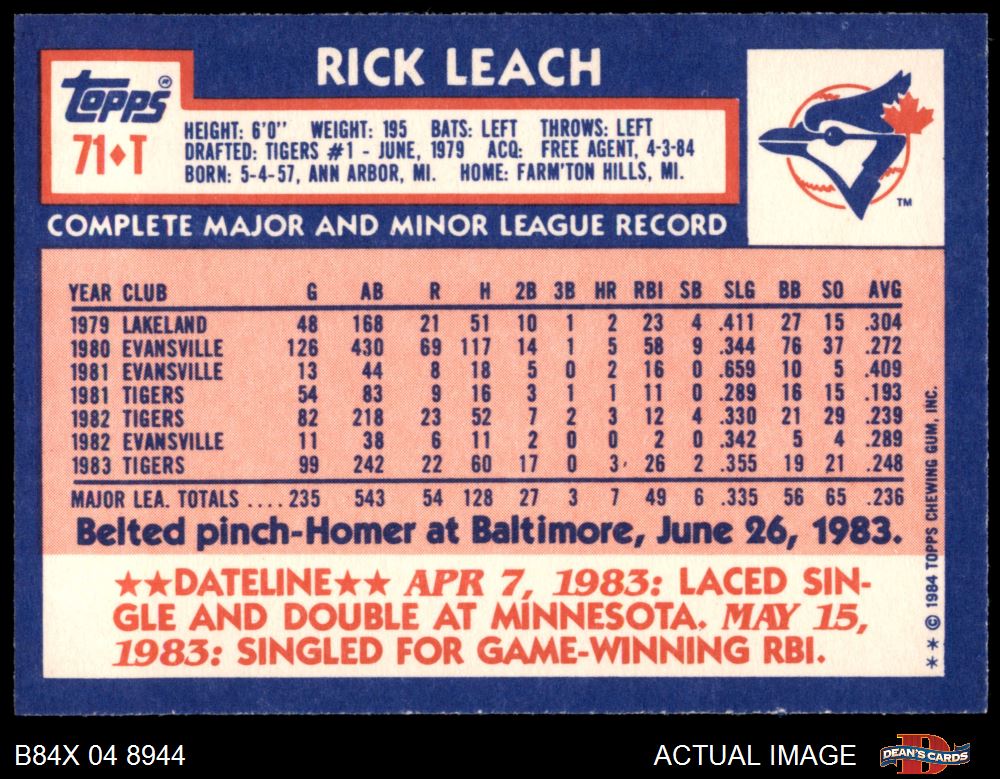 RICK LEACH
Topps®
71♦T
HEIGHT: 6'0" WEIGHT: 195 BATS: LEFT THROWS: LEFT
DRAFTED: TIGERS #1 - JUNE, 1979 ACQ: FREE AGENT, 4-3-84
BORN: 5-4-57, ANN ARBOR, MI. HOME: FARM'TON HILLS, MI.
TM
COMPLETE MAJOR AND MINOR LEAGUE RECORD
YEAR CLUB G AB R H 2B 3B HR RBI SB SLG BB SO AVG
1979 LAKELAND 48 168 21 51 10 1 2 23 4 .411 27 15 .304
1980 EVANSVILLE 126 430 69 117 14 1 5 58 9 .344 76 37 .272
1981 EVANSVILLE 13 44 8 18 5 0 2 16 0 .659 10 5 .409
1981 TIGERS 54 83 9 16 3 1 1 11 0 .289 16 15 .193
1982 TIGERS 82 218 23 52 7 2 3 12 4 .330 21 29 .239
1982 EVANSVILLE 11 38 6 11 2 0 0 2 0 .342 5 4 .289
1983 TIGERS 99 242 22 60 17 0 3 26 2 .355 19 21 .248
MAJOR LEA. TOTALS .... 235 543 54 128 27 3 7 49 6 .335 56 65 .236
Belted pinch-Homer at Baltimore, June 26, 1983.
★★DATELINE★★ APR 7, 1983: LACED SIN-
GLE AND DOUBLE AT MINNESOTA. MAY 15,
1983: SINGLED FOR GAME-WINNING RBI.
** © 1984 TOPPS CHEWING GUM, INC.
B84X 04 8944
ACTUAL IMAGE
DEAN'S CARDS